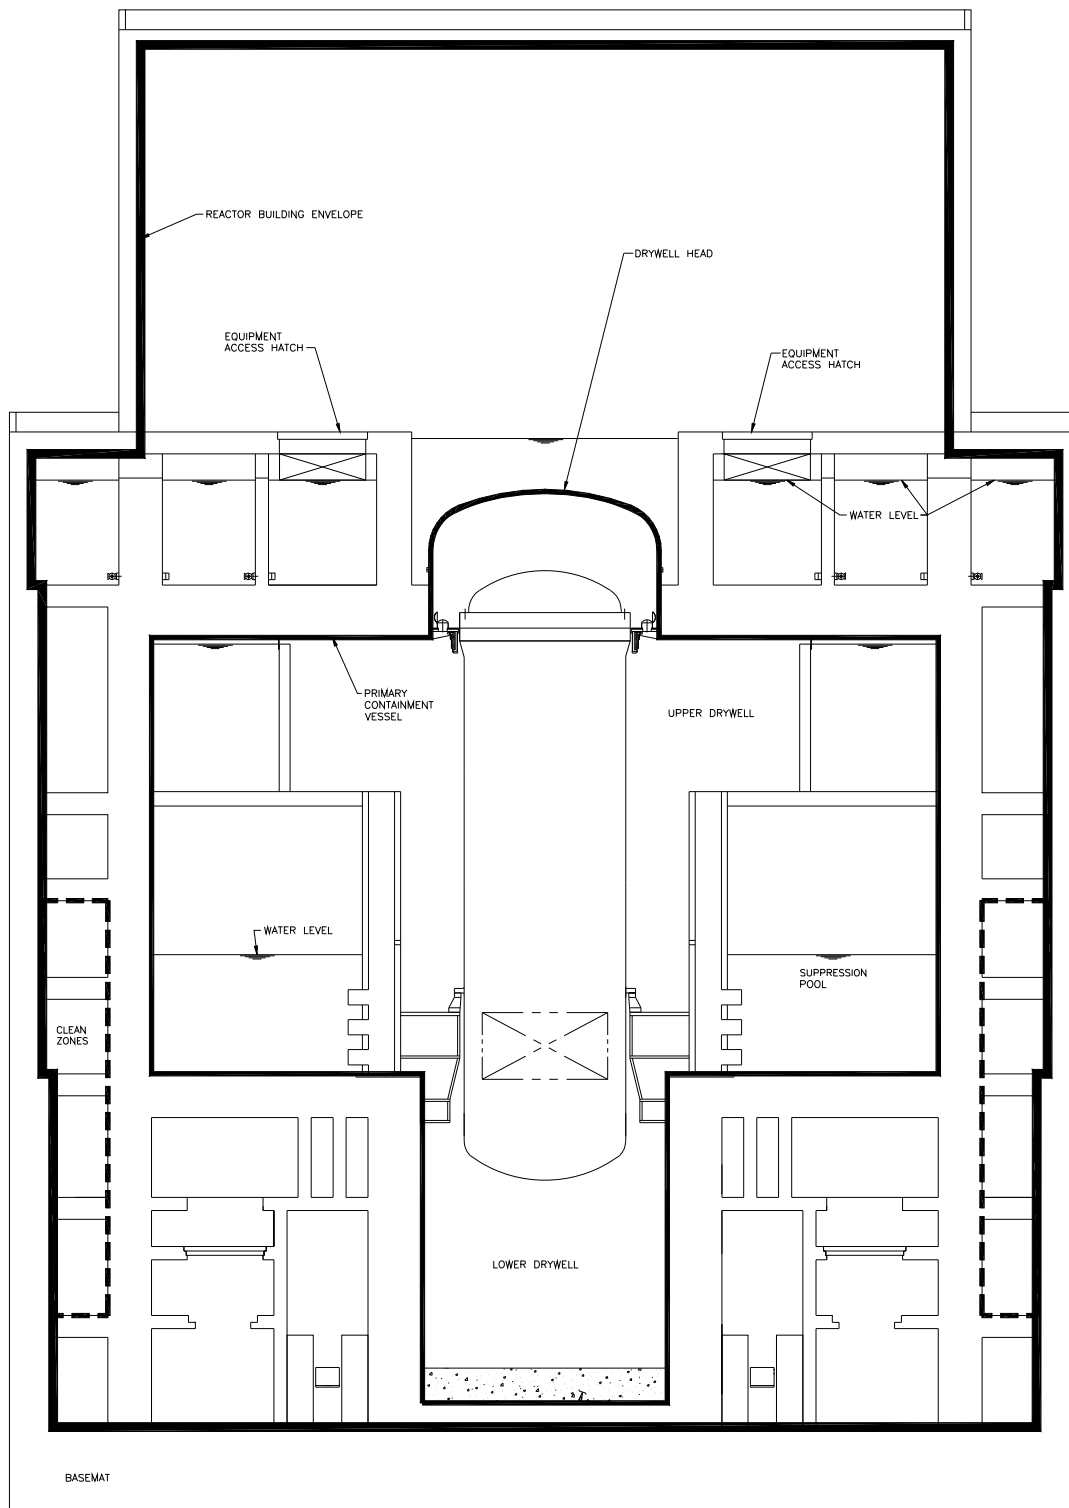 REACTOR BUILDING ENVELOPE
DRYWELL HEAD
EQUIPMENT
ACCESS HATCH
EQUIPMENT
ACCESS HATCH
WATER LEVEL
PRIMARY
CONTAINMENT
VESSEL
UPPER DRYWELL
WATER LEVEL
SUPPRESSION
POOL
CLEAN
ZONES
LOWER DRYWELL
BASEMAT